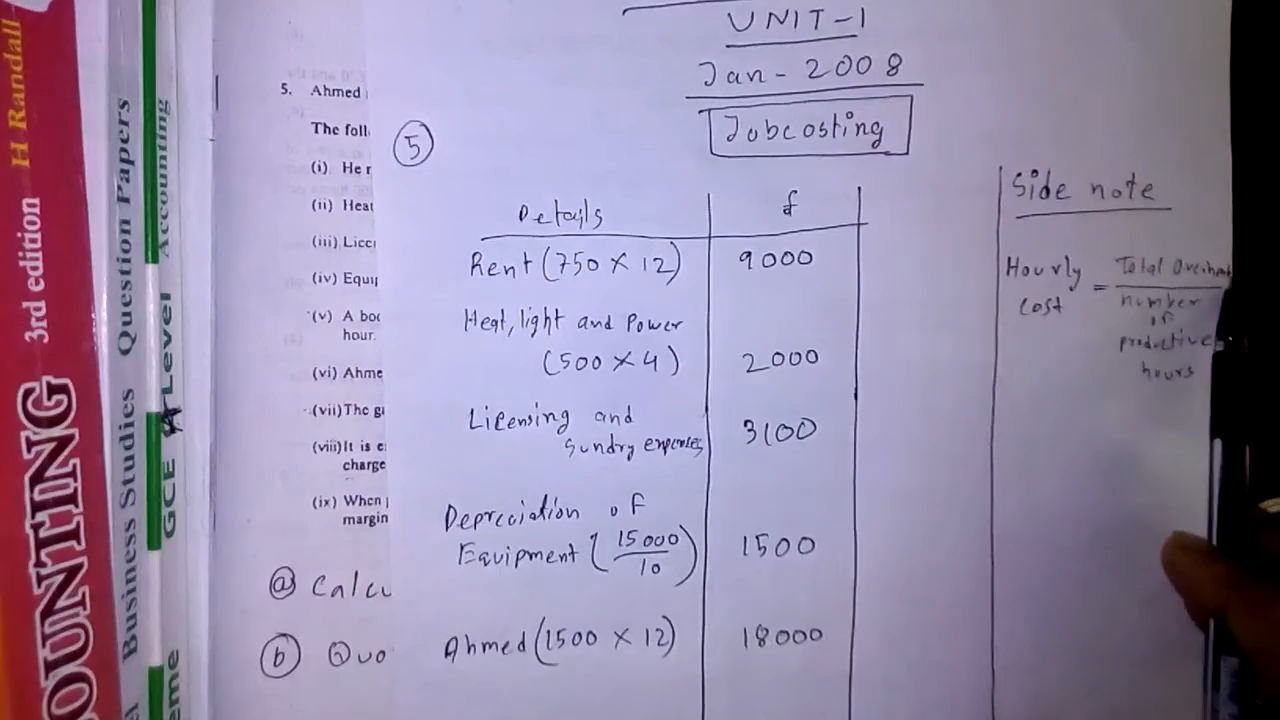 OUNTING 3rd edition H Randall
Business Studies Question Papers
GCE A Level Accounting
5. Ahmed
The foll
(i). He r
(ii) Heat
(iii) Lice
(iv) Equip
(v) A boo
hour.
(vi) Ahme
(vii) The g
(viii) It is e
charge
(ix) When
margin
(a) Calcu
(b) Quo
UNIT-1
Jan-2008
Jobcosting
(5)
Details £
Rent (750 × 12) 9000
Heat, light and Power
(500 × 4) 2000
Licensing and
Sundry expenses 3100
Depreciation of
Equipment (15000/10) 1500
Ahmed (1500 × 12) 18000
Side note
Hourly cost = Total Overhea
number
of
productive
hours